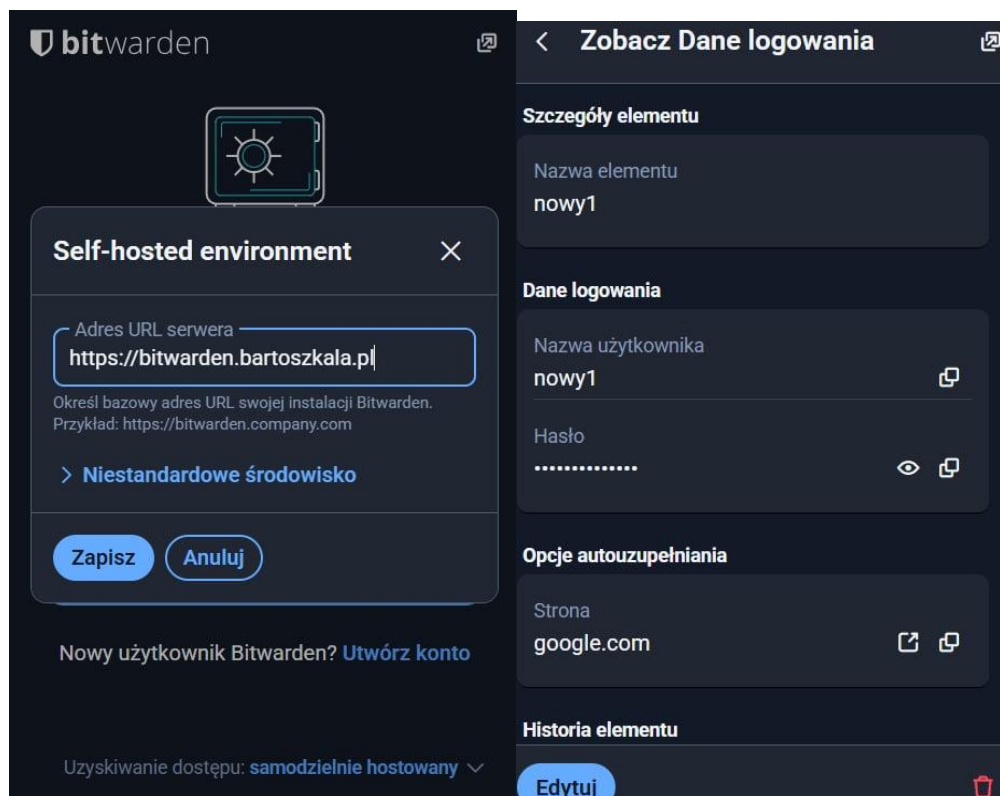 bitwarden
Self-hosted environment
Adres URL serwera
https://bitwarden.bartoszkala.pl
Określ bazowy adres URL swojej instalacji Bitwarden.
Przykład: https://bitwarden.company.com
Niestandardowe środowisko
Zapisz
Anuluj
Nowy użytkownik Bitwarden? Utwórz konto
Uzyskiwanie dostępu: samodzielnie hostowany
Zobacz Dane logowania
Szczegóły elementu
Nazwa elementu
nowy1
Dane logowania
Nazwa użytkownika
nowy1
Hasło
••••••••••••••
Opcje autouzupełniania
Strona
google.com
Historia elementu
Edytuj